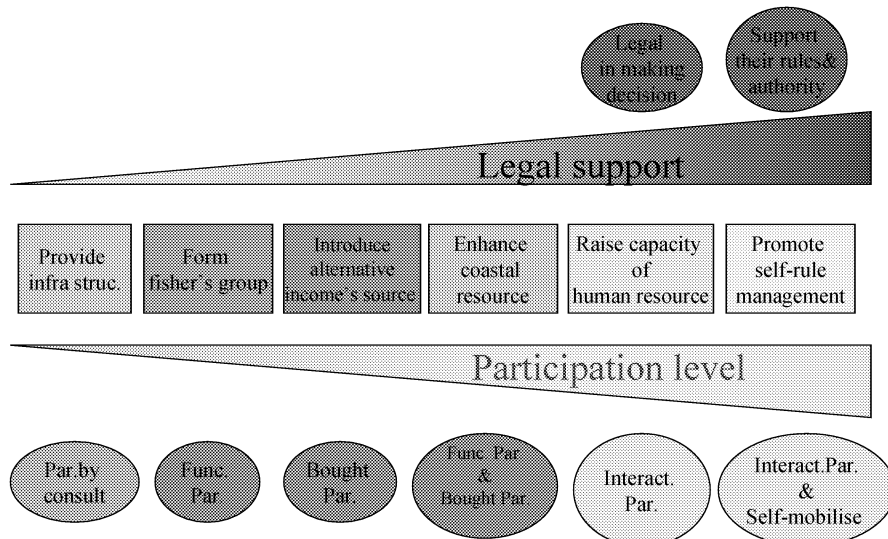 Legal
in making
decision
Support
their rules&
authority
Legal support
Provide
infra struc.
Form
fisher`s group
Introduce
alternative
income`s source
Enhance
coastal
resource
Raise capacity
of
human resource
Promote
self-rule
management
Participation level
Par.by
consult
Func.
Par
Bought
Par.
Func Par
&
Bought Par
Interact.
Par.
Interact.Par.
&
Self-mobilise